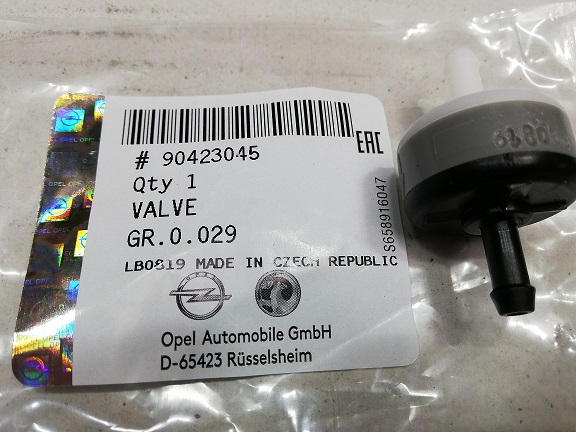 EAC
# 90423045
Qty 1
VALVE
GR.0.029
S658916047
LB0819 MADE IN CZECH REPUBLIC
Opel Automobile GmbH
D-65423 Rüsselsheim